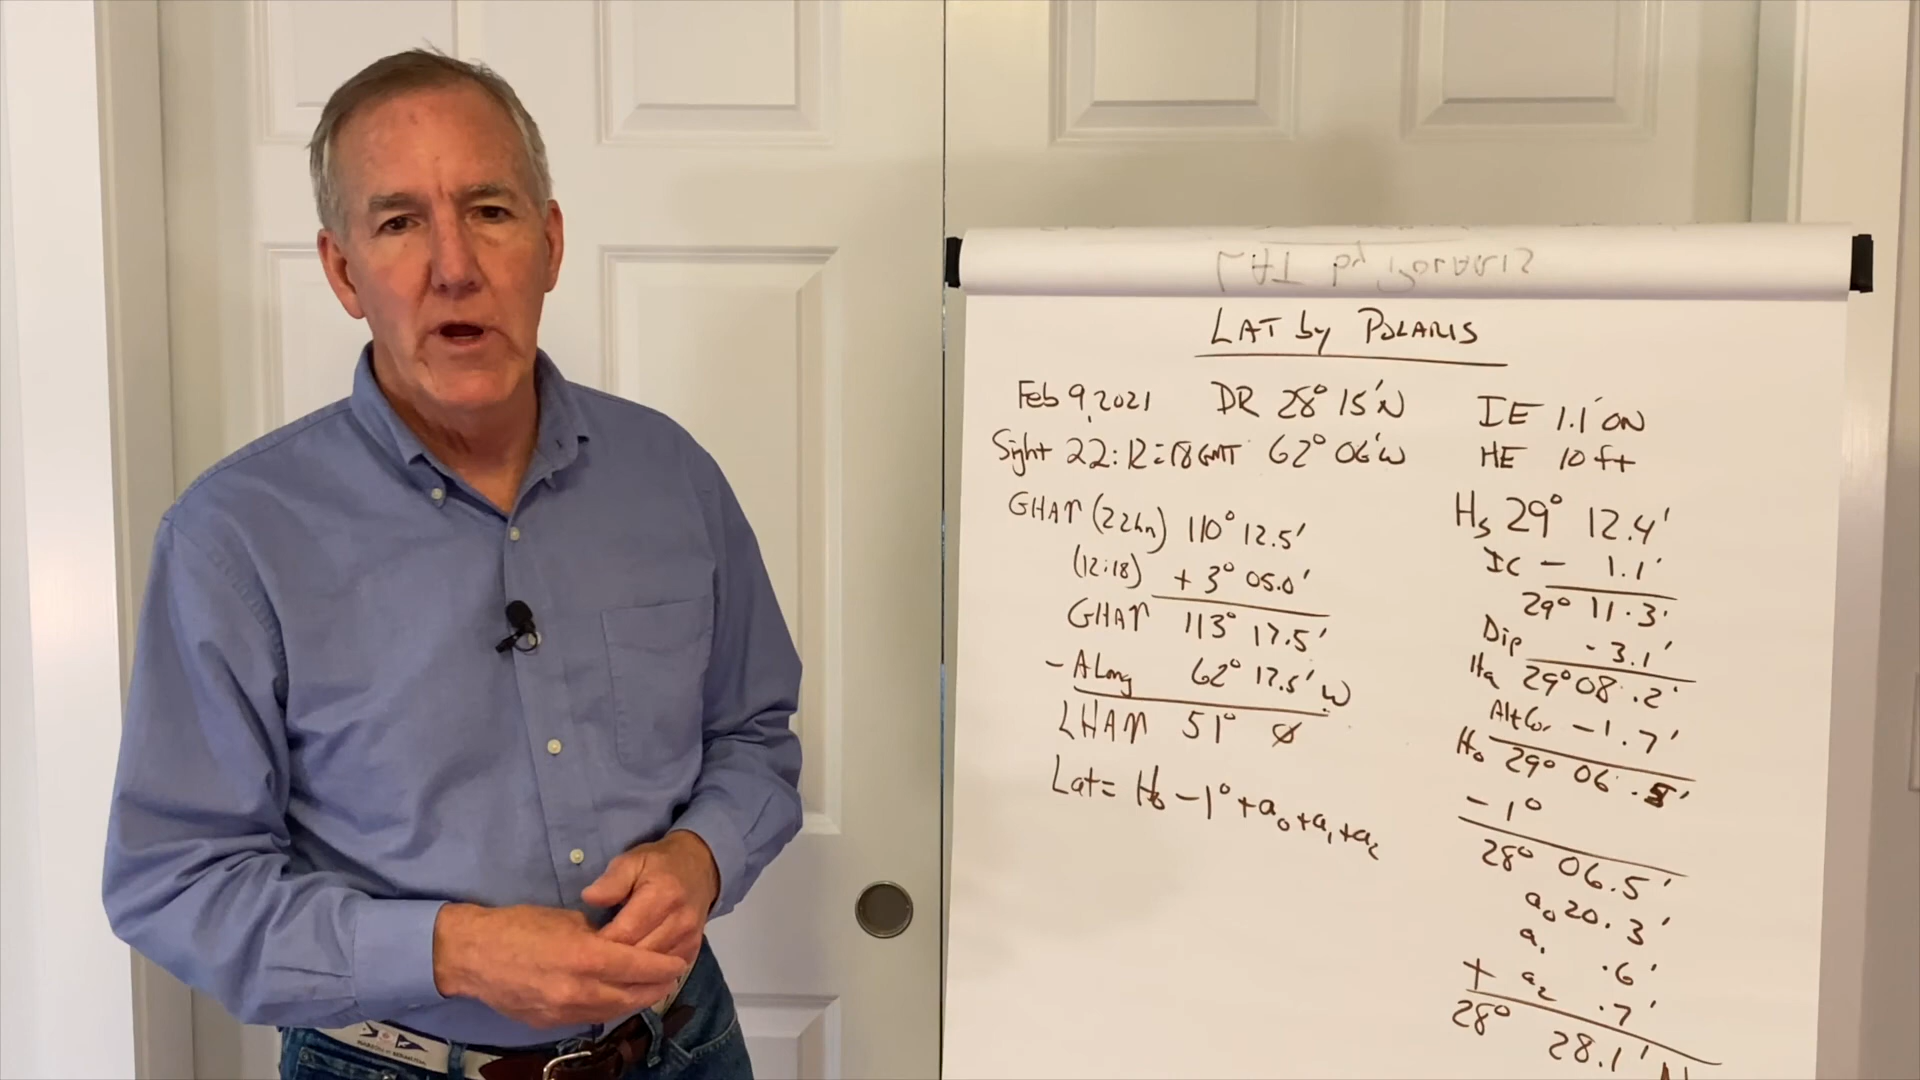 LAT by POLARIS
Feb 9, 2021 DR 28° 15'N
Sight 22:12:18 GMT 62° 06'W
GHA♈ (22hr) 110° 12.5'
(12:18) + 3° 05.0'
GHA♈ 113° 17.5'
- A Long 62° 17.5' W
LHA♈ 51° Ø
Lat = Ho - 1° + a₀ + a₁ + a₂
IE 1.1' ON
HE 10 ft
Hs 29° 12.4'
IC - 1.1'
29° 11.3'
Dip - 3.1'
Ha 29° 08.2'
Alt Cor - 1.7'
Ho 29° 06.5'
- 1°
28° 06.5'
a₀ 20.3'
a₁ .6'
+ a₂ .7'
28° 28.1' N